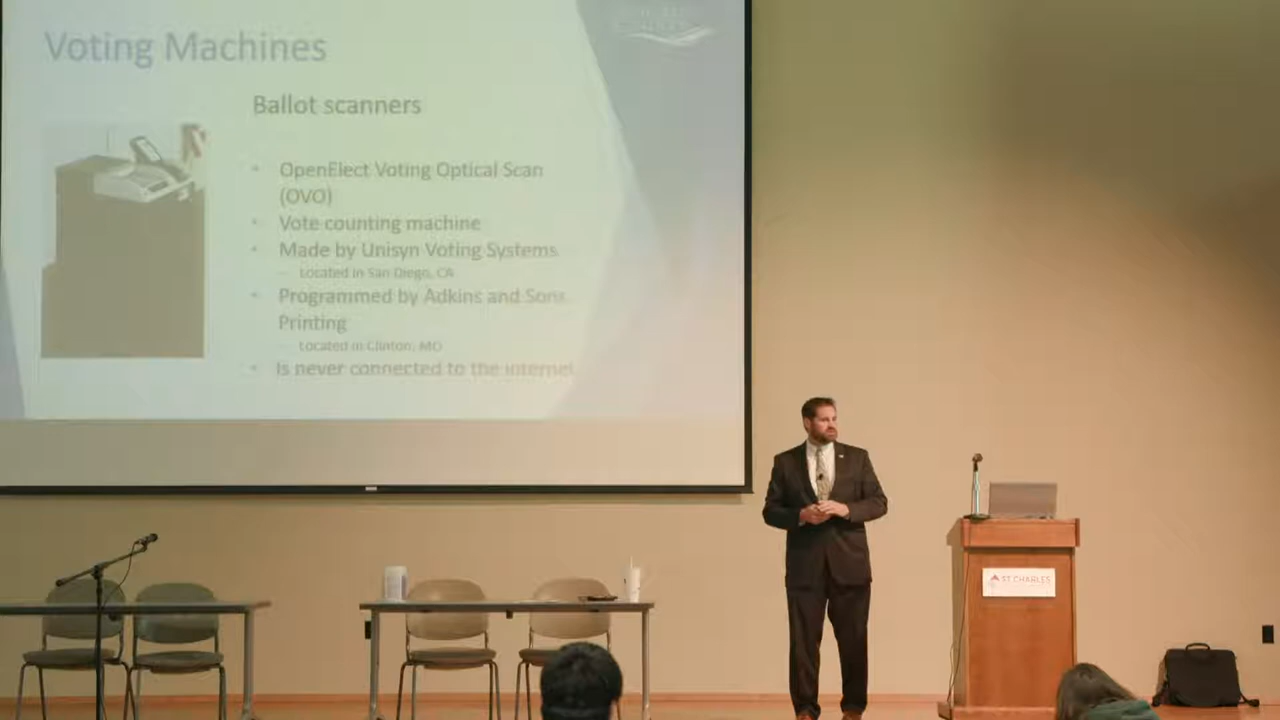 Voting Machines
Ballot scanners
• OpenElect Voting Optical Scan
(OVO)
• Vote counting machine
• Made by Unisyn Voting Systems
– Located in San Diego, CA
• Programmed by Adkins and Sons
Printing
– Located in Clinton, MO
• Is never connected to the internet
ST CHARLES